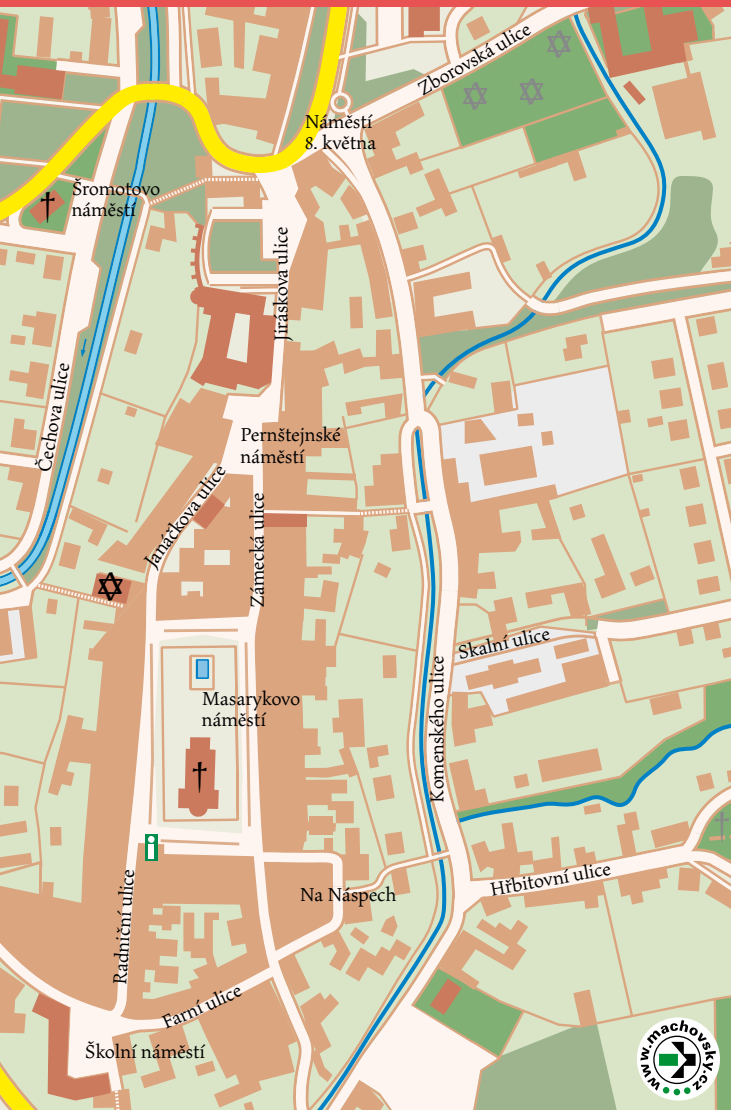 Zborovská ulice
Náměstí
8. května
Šromotovo
náměstí
Jiráskova ulice
Čechova ulice
Pernštejnské
náměstí
Janáčkova ulice
Zámecká ulice
Skalní ulice
Masarykovo
náměstí
Komenského ulice
Hřbitovní ulice
Na Náspech
Radniční ulice
Farní ulice
Školní náměstí
www.machovsky.cz